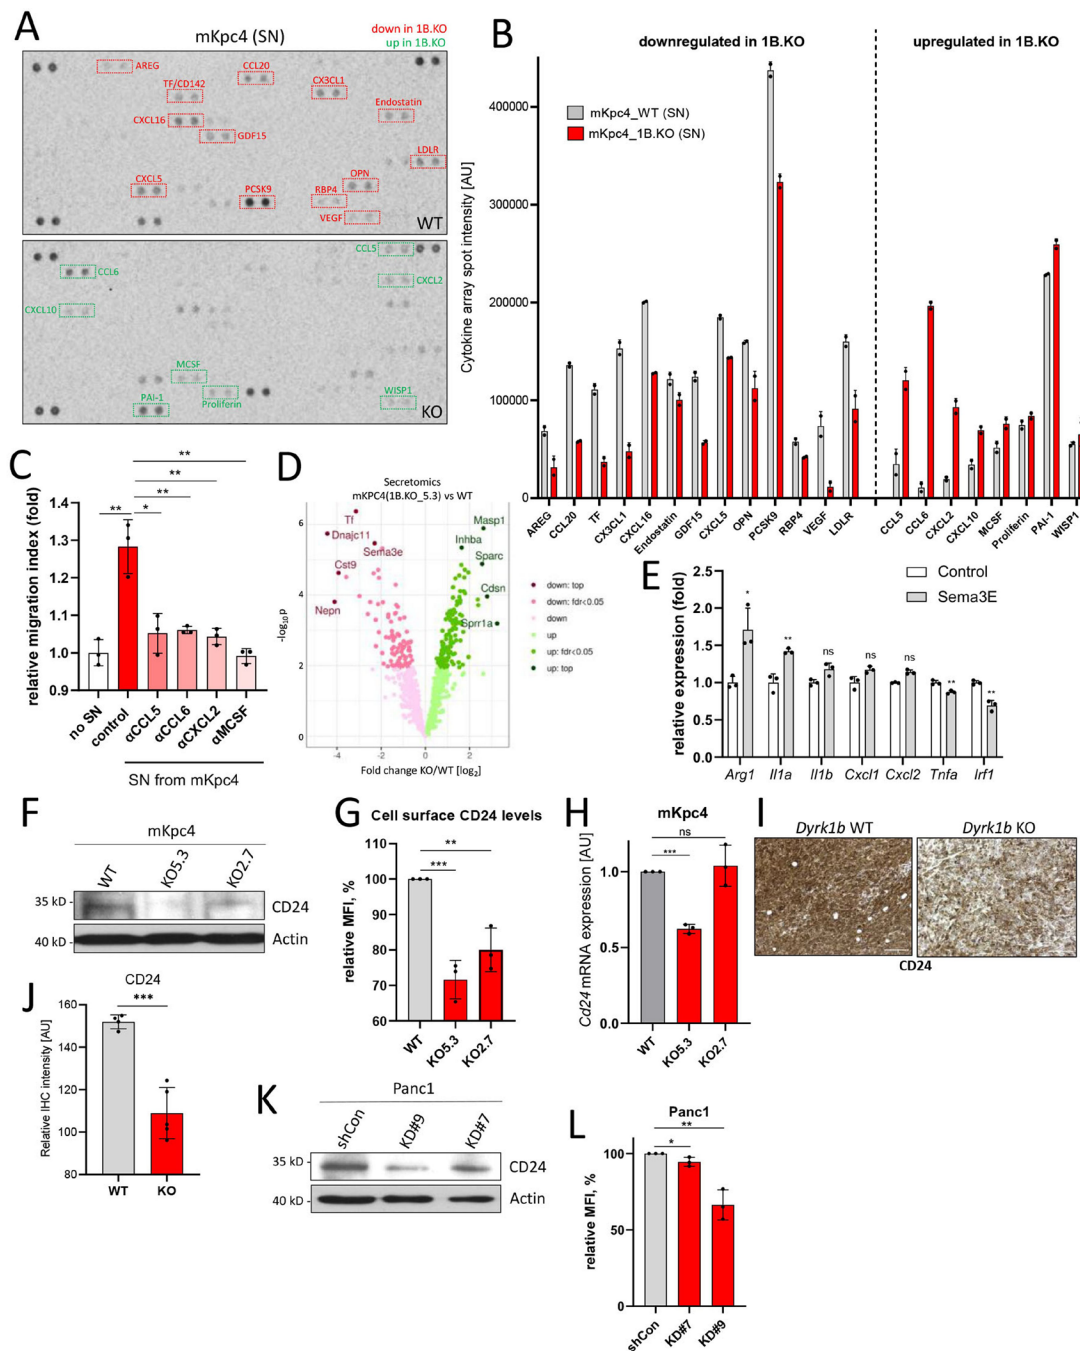 A
mKpc4 (SN)
down in 1B.KO
up in 1B.KO
AREG
CCL20
TF/CD142
CX3CL1
Endostatin
CXCL16
GDF15
LDLR
CXCL5
OPN
PCSK9
RBP4
VEGF
WT
CCL5
CCL6
CXCL2
CXCL10
MCSF
WISP1
PAI-1
Proliferin
KO
B
downregulated in 1B.KO
upregulated in 1B.KO
mKpc4_WT (SN)
mKpc4_1B.KO (SN)
Cytokine array spot intensity [AU]
400000
300000
200000
100000
0
AREG
CCL20
TF
CX3CL1
CXCL16
Endostatin
GDF15
CXCL5
OPN
PCSK9
RBP4
VEGF
LDLR
CCL5
CCL6
CXCL2
CXCL10
MCSF
Proliferin
PAI-1
WISP1
C
relative migration index (fold)
1.4
1.3
1.2
1.1
1.0
0.9
**
**
**
**
*
no SN
control
αCCL5
αCCL6
αCXCL2
αMCSF
SN from mKpc4
D
Secretomics
mKPC4(1B.KO_5.3) vs WT
-log10 p
6
4
2
0
Tf
Dnajc11
Sema3e
Cst9
Nepn
Masp1
Inhba
Sparc
Cdsn
Sprr1a
down: top
down: fdr<0.05
down
up
up: fdr<0.05
up: top
-4
-2
0
2
Fold change KO/WT [log2]
E
Control
Sema3E
relative expression (fold)
2.5
2.0
1.5
1.0
0.5
0.0
*
**
ns
ns
ns
**
**
Arg1
Il1a
Il1b
Cxcl1
Cxcl2
Tnfa
Irf1
F
mKpc4
WT
KO5.3
KO2.7
35 kD
CD24
40 kD
Actin
G
Cell surface CD24 levels
relative MFI, %
100
90
80
70
60
**
***
WT
KO5.3
KO2.7
H
mKpc4
Cd24 mRNA expression [AU]
1.0
0.5
0.0
ns
***
WT
KO5.3
KO2.7
I
Dyrk1b WT
Dyrk1b KO
CD24
J
CD24
Relative IHC intensity [AU]
160
140
120
100
80
***
WT
KO
K
Panc1
shCon
KD#9
KD#7
35 kD
CD24
40 kD
Actin
L
Panc1
relative MFI, %
100
50
0
**
*
shCon
KD#7
KD#9